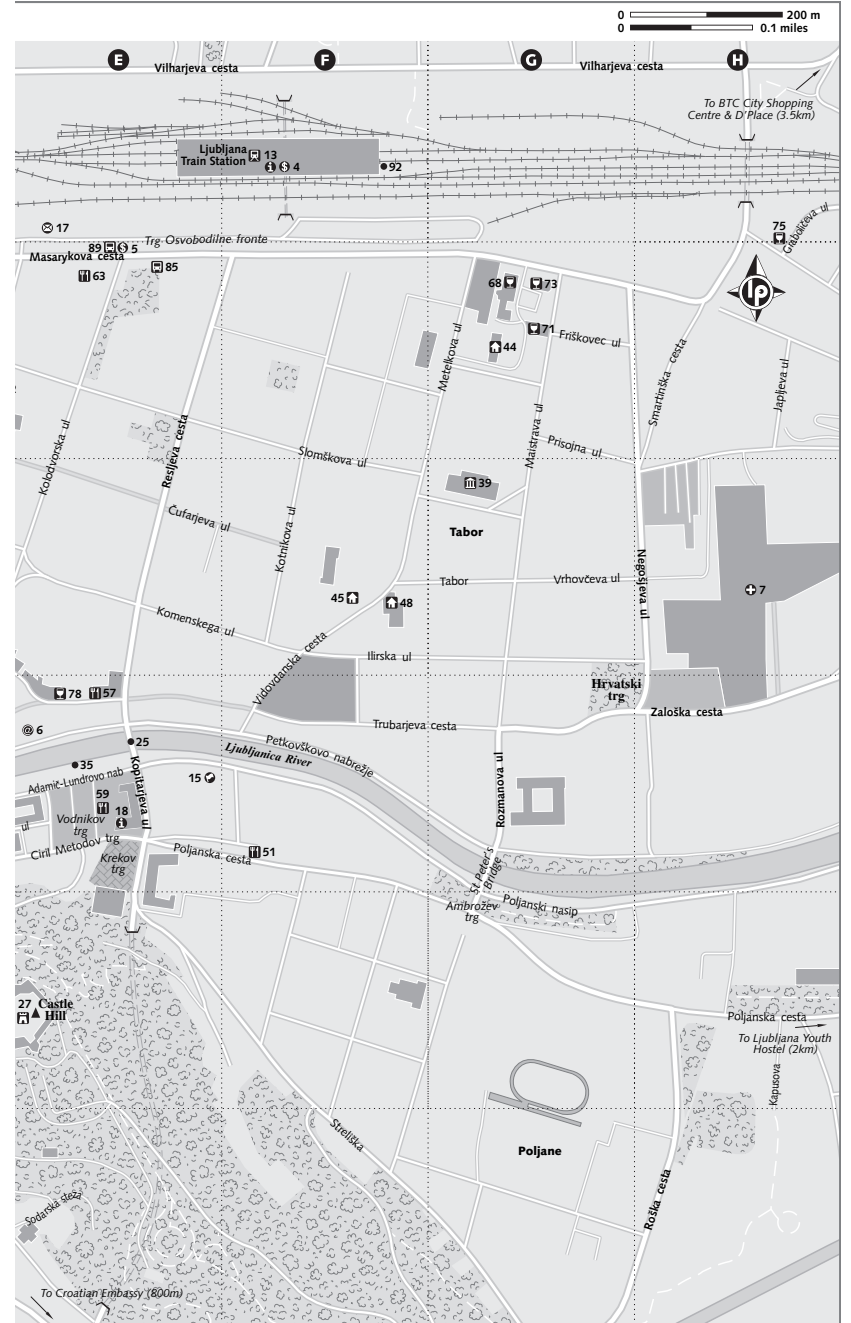 0 200 m
0 0.1 miles
E F G H
Vilharjeva cesta
Vilharjeva cesta
To BTC City Shopping
Centre & D'Place (3.5km)
Ljubljana
Train Station
13
4
92
17
75
Grablovičeva ul
Trg Osvobodilne fronte
89
5
Masarykova cesta
85
63
lp
68
73
71
Friškovec ul
44
Metelkova ul
Smartinška cesta
Japljeva ul
Kolodvorska ul
Resljeva cesta
Slomškova ul
Maistrova ul
Prisojna ul
39
Čufarjeva ul
Kotnikova ul
Tabor
Negošjeva ul
Tabor
Vrhovčeva ul
7
45
48
Komenskega ul
Vidovdanska cesta
Ilirska ul
Hrvatski
trg
78
57
Zaloška cesta
Trubarjeva cesta
6
25
Petkovškovo nabrežje
Ljubljanica River
35
Kopitarjeva ul
15
Adamič-Lundrovo nab
Rozmanova ul
59
18
Vodnikov
trg
ul
Ciril Metodov trg
Krekov
trg
Poljanska cesta
51
St Peter's
Bridge
Ambrožev
trg
Poljanski nasip
27
Castle
Hill
Poljanska cesta
To Ljubljana Youth
Hostel (2km)
Kapusova
Streliška
Poljane
Roška cesta
Sodarska steza
To Croatian Embassy (800m)